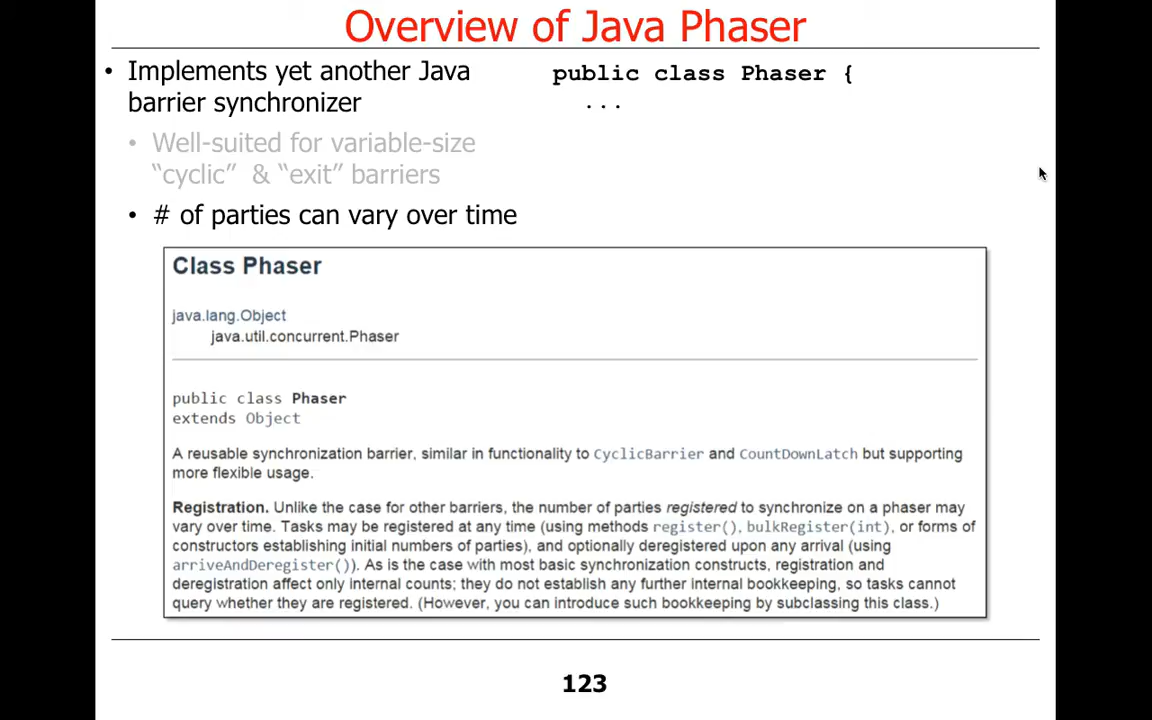 Overview of Java Phaser
• Implements yet another Java
barrier synchronizer
• Well-suited for variable-size
“cyclic” & “exit” barriers
• # of parties can vary over time
public class Phaser {
...
Class Phaser
java.lang.Object
java.util.concurrent.Phaser
public class Phaser
extends Object
A reusable synchronization barrier, similar in functionality to CyclicBarrier and CountDownLatch but supporting
more flexible usage.
Registration. Unlike the case for other barriers, the number of parties registered to synchronize on a phaser may
vary over time. Tasks may be registered at any time (using methods register(), bulkRegister(int), or forms of
constructors establishing initial numbers of parties), and optionally deregistered upon any arrival (using
arriveAndDeregister()). As is the case with most basic synchronization constructs, registration and
deregistration affect only internal counts; they do not establish any further internal bookkeeping, so tasks cannot
query whether they are registered. (However, you can introduce such bookkeeping by subclassing this class.)
123